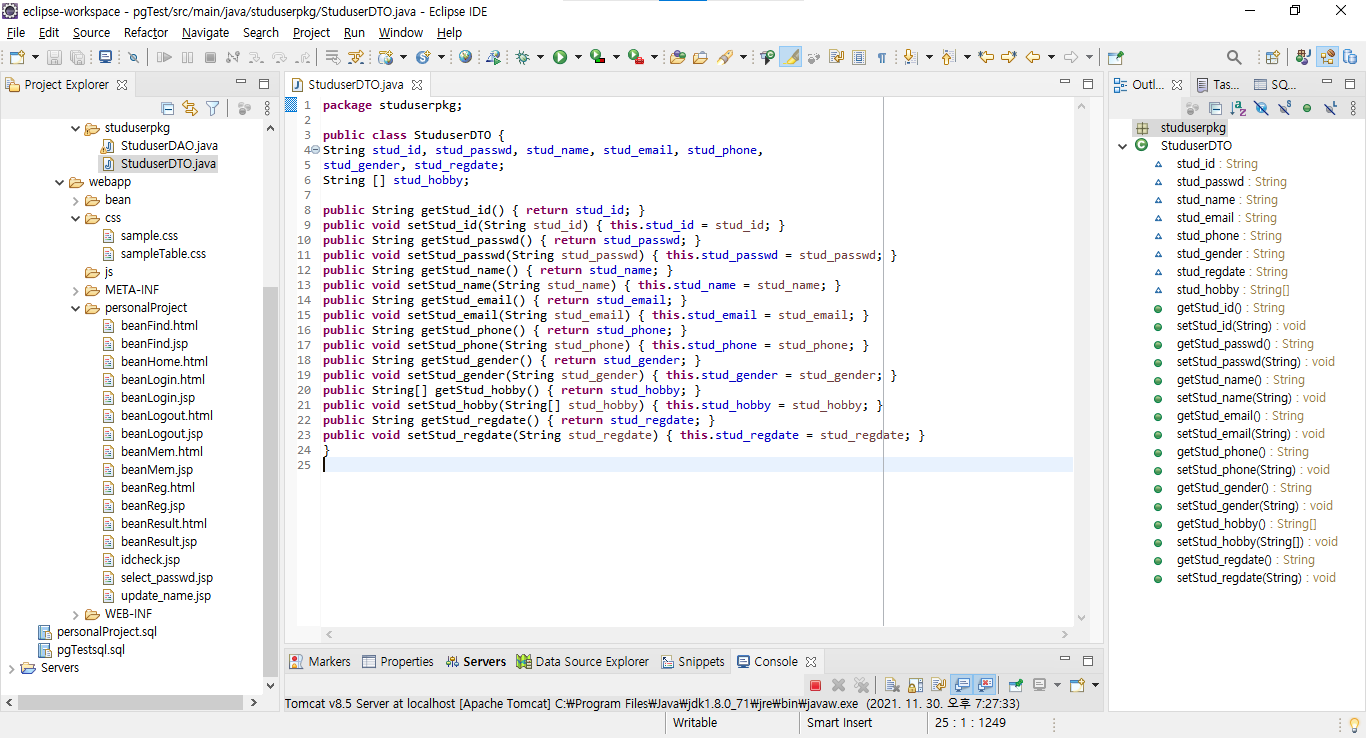 eclipse-workspace - pgTest/src/main/java/studuserpkg/StuduserDTO.java - Eclipse IDE
File Edit Source Refactor Navigate Search Project Run Window Help
Project Explorer
studuserpkg
StuduserDAO.java
StuduserDTO.java
webapp
bean
css
sample.css
sampleTable.css
js
META-INF
personalProject
beanFind.html
beanFind.jsp
beanHome.html
beanLogin.html
beanLogin.jsp
beanLogout.html
beanLogout.jsp
beanMem.html
beanMem.jsp
beanReg.html
beanReg.jsp
beanResult.html
beanResult.jsp
idcheck.jsp
select_passwd.jsp
update_name.jsp
WEB-INF
personalProject.sql
pgTestsql.sql
Servers
StuduserDTO.java
1 package studuserpkg;
2
3 public class StuduserDTO {
4 String stud_id, stud_passwd, stud_name, stud_email, stud_phone,
5 stud_gender, stud_regdate;
6 String [] stud_hobby;
7
8 public String getStud_id() { return stud_id; }
9 public void setStud_id(String stud_id) { this.stud_id = stud_id; }
10 public String getStud_passwd() { return stud_passwd; }
11 public void setStud_passwd(String stud_passwd) { this.stud_passwd = stud_passwd; }
12 public String getStud_name() { return stud_name; }
13 public void setStud_name(String stud_name) { this.stud_name = stud_name; }
14 public String getStud_email() { return stud_email; }
15 public void setStud_email(String stud_email) { this.stud_email = stud_email; }
16 public String getStud_phone() { return stud_phone; }
17 public void setStud_phone(String stud_phone) { this.stud_phone = stud_phone; }
18 public String getStud_gender() { return stud_gender; }
19 public void setStud_gender(String stud_gender) { this.stud_gender = stud_gender; }
20 public String[] getStud_hobby() { return stud_hobby; }
21 public void setStud_hobby(String[] stud_hobby) { this.stud_hobby = stud_hobby; }
22 public String getStud_regdate() { return stud_regdate; }
23 public void setStud_regdate(String stud_regdate) { this.stud_regdate = stud_regdate; }
24 }
25
Outl... Tas... SQ...
studuserpkg
StuduserDTO
stud_id : String
stud_passwd : String
stud_name : String
stud_email : String
stud_phone : String
stud_gender : String
stud_regdate : String
stud_hobby : String[]
getStud_id() : String
setStud_id(String) : void
getStud_passwd() : String
setStud_passwd(String) : void
getStud_name() : String
setStud_name(String) : void
getStud_email() : String
setStud_email(String) : void
getStud_phone() : String
setStud_phone(String) : void
getStud_gender() : String
setStud_gender(String) : void
getStud_hobby() : String[]
setStud_hobby(String[]) : void
getStud_regdate() : String
setStud_regdate(String) : void
Markers Properties Servers Data Source Explorer Snippets Console
Tomcat v8.5 Server at localhost [Apache Tomcat] C:₩Program Files₩Java₩jdk1.8.0_71₩jre₩bin₩javaw.exe (2021. 11. 30. 오후 7:27:33)
Writable Smart Insert 25 : 1 : 1249